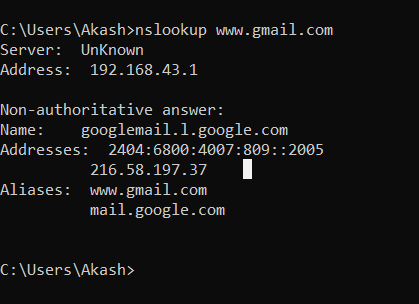 C:\Users\Akash>nslookup www.gmail.com
Server:  UnKnown
Address:  192.168.43.1
Non-authoritative answer:
Name:    googlemail.l.google.com
Addresses:  2404:6800:4007:809::2005
216.58.197.37
Aliases:  www.gmail.com
mail.google.com
C:\Users\Akash>